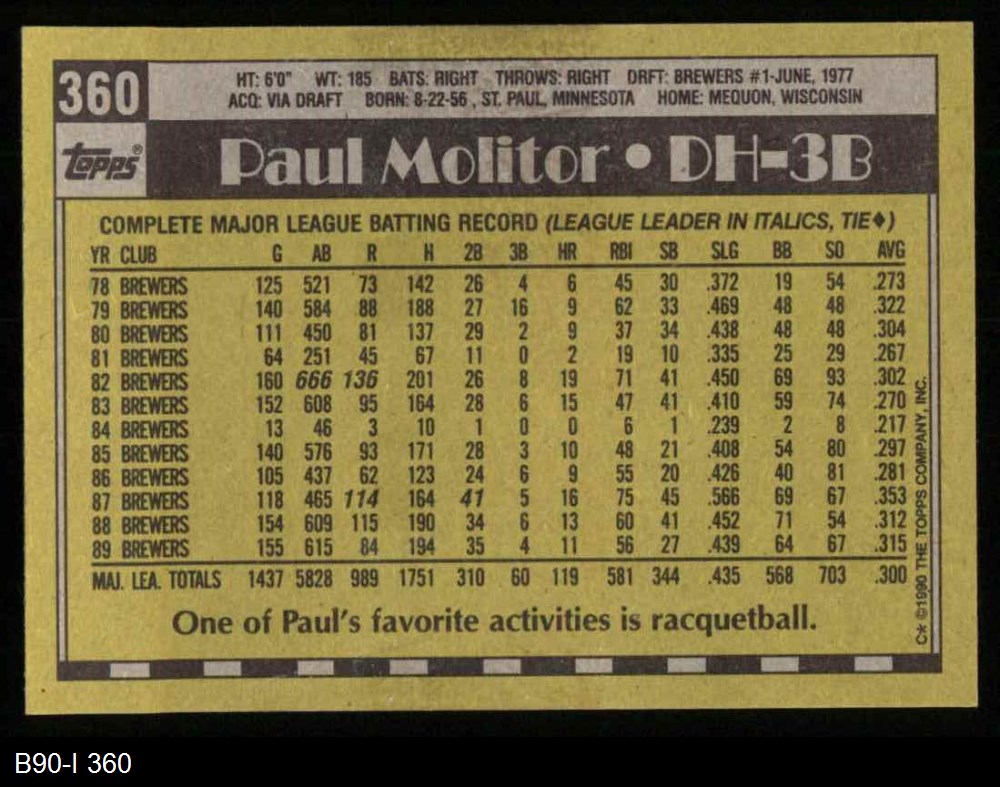 360
HT: 6'0" WT: 185 BATS: RIGHT THROWS: RIGHT DRFT: BREWERS #1-JUNE, 1977
ACQ: VIA DRAFT BORN: 8-22-56 , ST. PAUL, MINNESOTA HOME: MEQUON, WISCONSIN
topps®
Paul Molitor • DH-3B
COMPLETE MAJOR LEAGUE BATTING RECORD (LEAGUE LEADER IN ITALICS, TIE♦)
YR CLUB G AB R H 2B 3B HR RBI SB SLG BB SO AVG
78 BREWERS 125 521 73 142 26 4 6 45 30 .372 19 54 .273
79 BREWERS 140 584 88 188 27 16 9 62 33 .469 48 48 .322
80 BREWERS 111 450 81 137 29 2 9 37 34 .438 48 48 .304
81 BREWERS 64 251 45 67 11 0 2 19 10 .335 25 29 .267
82 BREWERS 160 666 136 201 26 8 19 71 41 .450 69 93 .302
83 BREWERS 152 608 95 164 28 6 15 47 41 .410 59 74 .270
84 BREWERS 13 46 3 10 1 0 0 6 1 .239 2 8 .217
85 BREWERS 140 576 93 171 28 3 10 48 21 .408 54 80 .297
86 BREWERS 105 437 62 123 24 6 9 55 20 .426 40 81 .281
87 BREWERS 118 465 114 164 41 5 16 75 45 .566 69 67 .353
88 BREWERS 154 609 115 190 34 6 13 60 41 .452 71 54 .312
89 BREWERS 155 615 84 194 35 4 11 56 27 .439 64 67 .315
MAJ. LEA. TOTALS 1437 5828 989 1751 310 60 119 581 344 .435 568 703 .300
One of Paul's favorite activities is racquetball.
C* ©1990 THE TOPPS COMPANY, INC.
B90-I 360